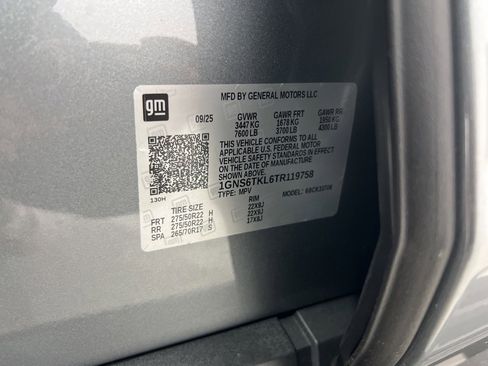 gm
MFD BY GENERAL MOTORS LLC
09/25 GVWR GAWR FRT GAWR RR
3447 KG 1678 KG 1950 KG
7600 LB 3700 LB 4300 LB
THIS VEHICLE CONFORMS TO ALL
APPLICABLE U.S. FEDERAL MOTOR
VEHICLE SAFETY STANDARDS IN EFFECT
ON THE DATE OF MANUFACTURE
SHOWN ABOVE.
1GNS6TKL6TR119758
TYPE: MPV MODEL:
130H
TIRE SIZE RIM
FRT 275/50R22 H 22X9J
RR 275/50R22 H 22X9J
SPA 265/70R17 S 17X8J